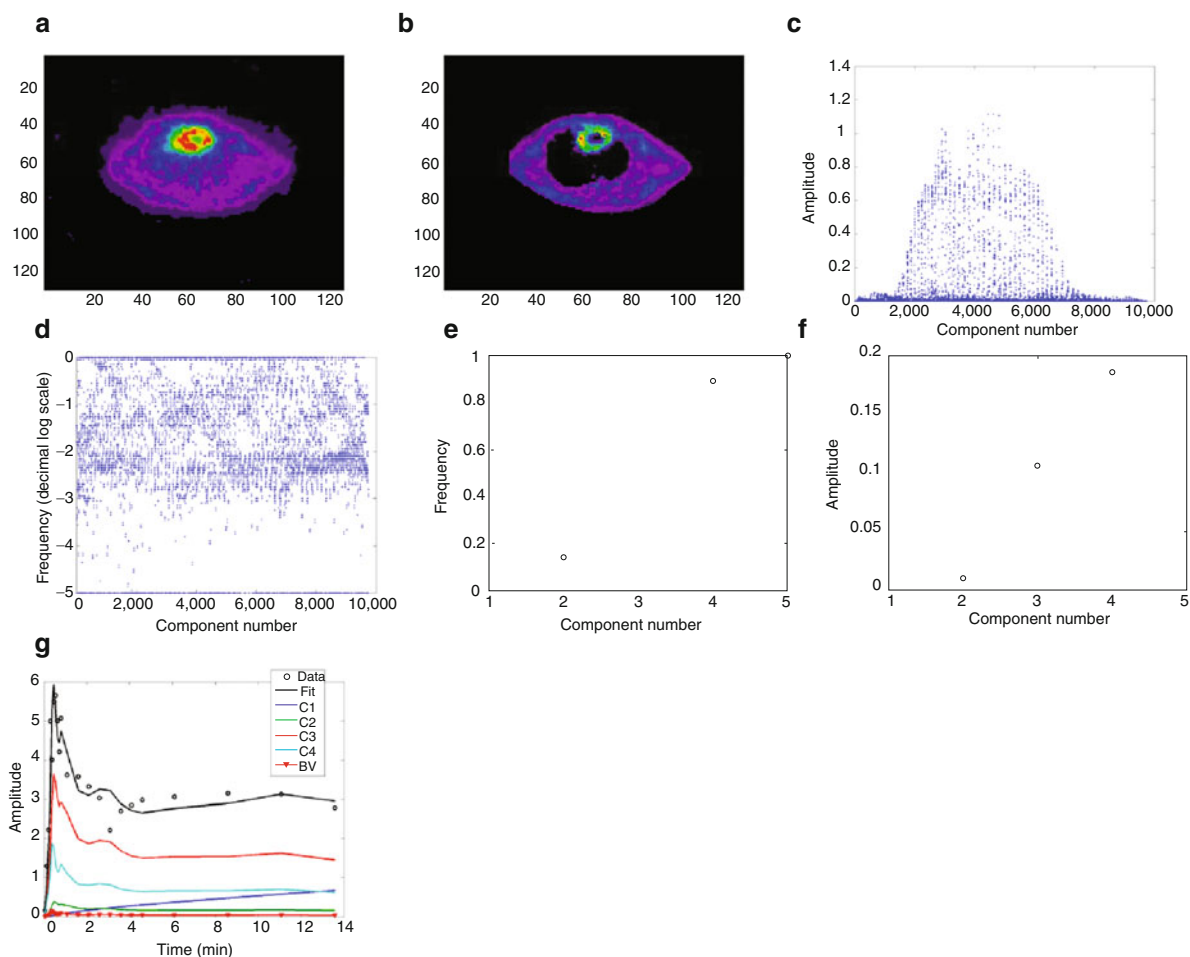 a
20
40
60
80
100
120
20 40 60 80 100 120
b
20
40
60
80
100
120
20 40 60 80 100 120
c
1.4
1.2
1
0.8
0.6
0.4
0.2
0
Amplitude
0 2,000 4,000 6,000 8,000 10,000
Component number
d
0
–1
–2
–3
–4
–5
Frequency (decimal log scale)
0 2,000 4,000 6,000 8,000 10,000
Component number
e
1
0.8
0.6
0.4
0.2
0
Frequency
1 2 3 4 5
Component number
f
0.2
0.15
0.1
0.05
0
Amplitude
1 2 3 4 5
Component number
g
6
5
4
3
2
1
0
Amplitude
Data
Fit
C1
C2
C3
C4
BV
0 2 4 6 8 10 12 14
Time (min)